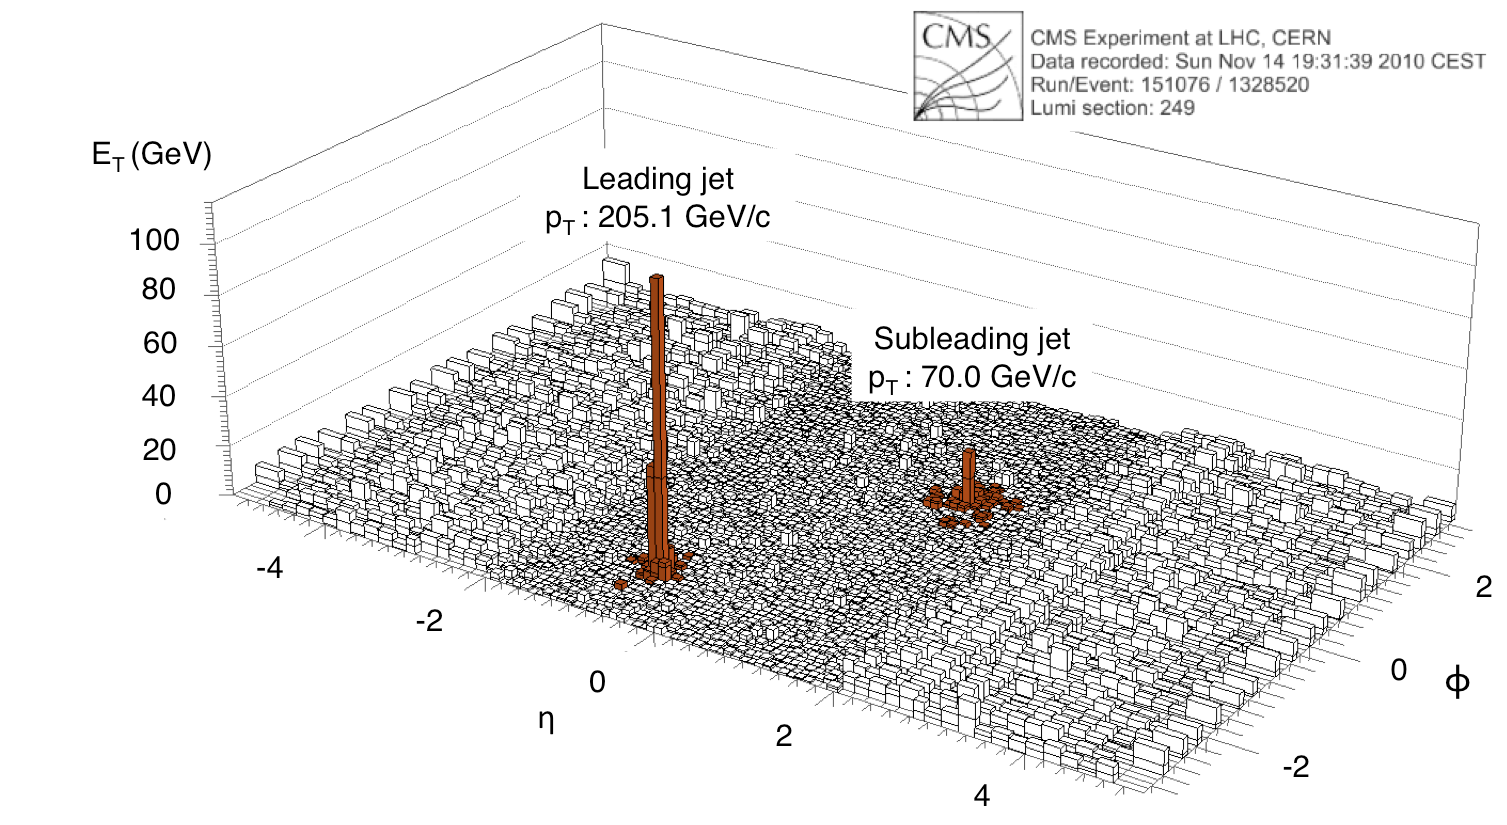 CMS
CMS Experiment at LHC, CERN
Data recorded: Sun Nov 14 19:31:39 2010 CEST
Run/Event: 151076 / 1328520
Lumi section: 249
E_T (GeV)
Leading jet
p_T : 205.1 GeV/c
Subleading jet
p_T : 70.0 GeV/c
100
80
60
40
20
0
-4
-2
0
2
4
η
2
0
-2
ϕ